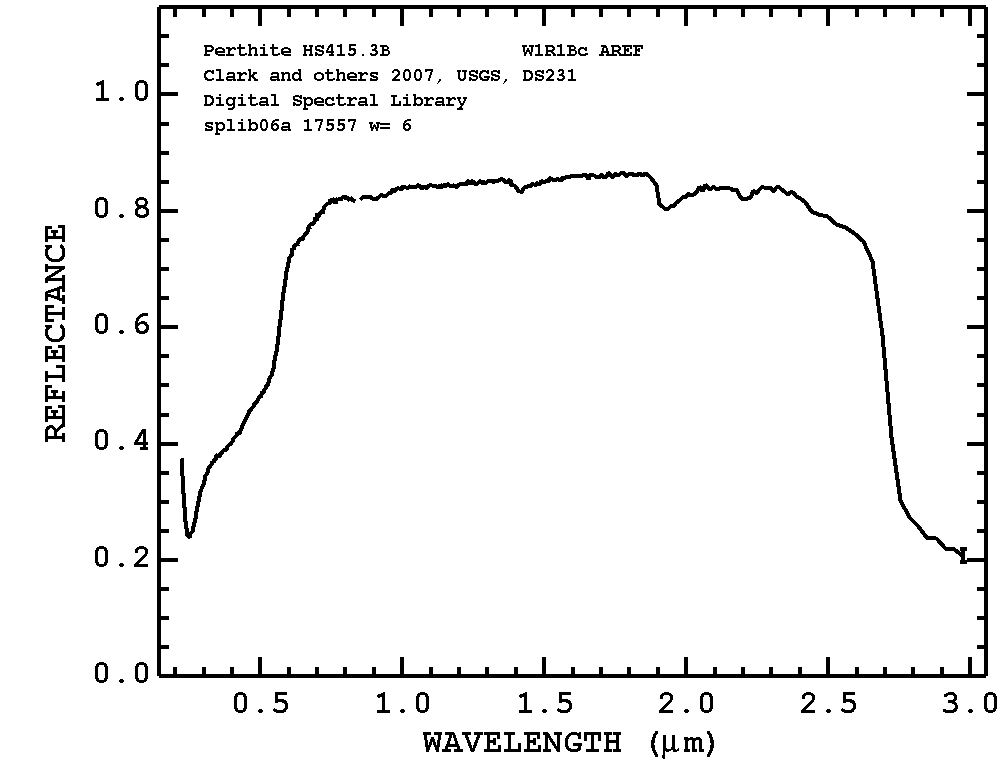 Perthite HS415.3B W1R1Bc AREF
Clark and others 2007, USGS, DS231
Digital Spectral Library
splib06a 17557 w= 6
1.0
0.8
0.6
0.4
0.2
0.0
REFLECTANCE
0.5 1.0 1.5 2.0 2.5 3.0
WAVELENGTH (μm)